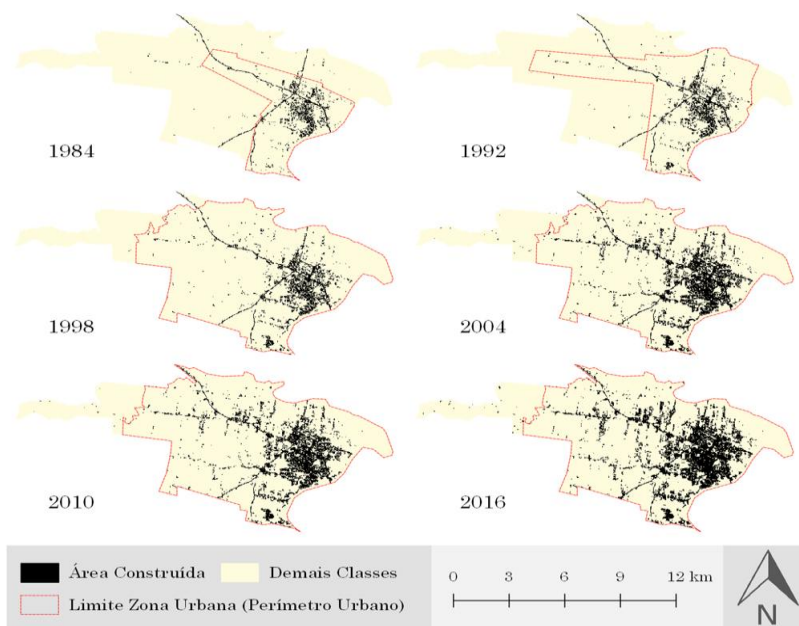 1984
1992
1998
2004
2010
2016
Área Construída
Demais Classes
Limite Zona Urbana (Perímetro Urbano)
0 3 6 9 12 km
N